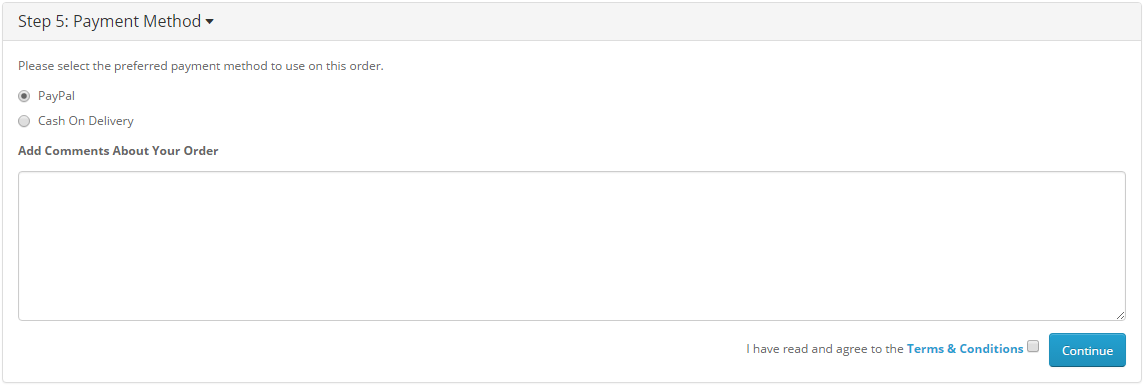 Step 5: Payment Method
Please select the preferred payment method to use on this order.
PayPal
Cash On Delivery
Add Comments About Your Order
I have read and agree to the Terms & Conditions
Continue